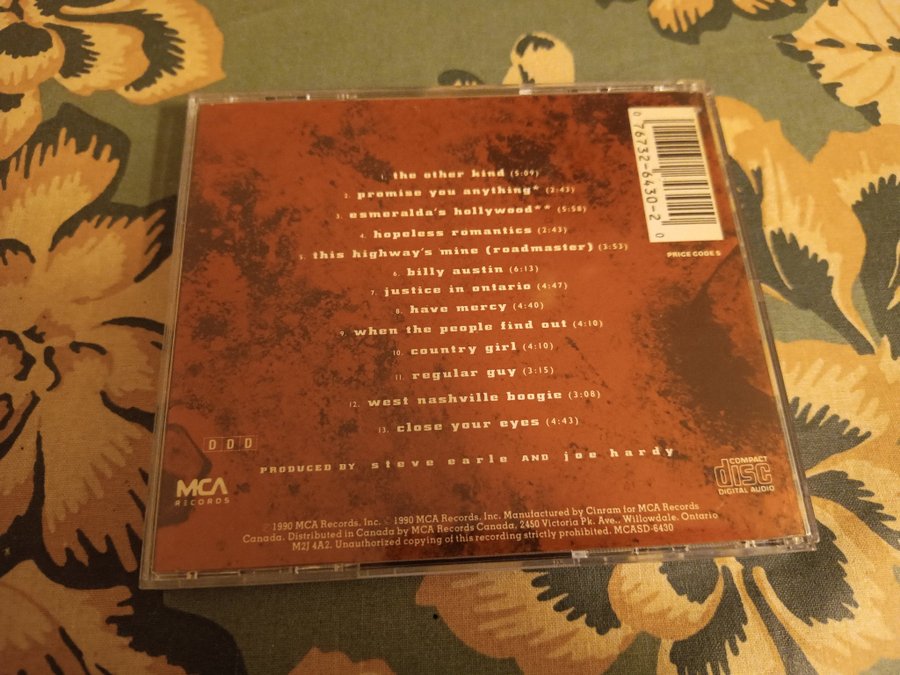 0 76732-6430-2 0
PRICE CODE S
1. the other kind (5:09)
2. promise you anything* (2:43)
3. esmeralda's hollywood** (5:58)
4. hopeless romantics (2:43)
5. this highway's mine (roadmaster) (3:53)
6. billy austin (6:13)
7. justice in ontario (4:47)
8. have mercy (4:40)
9. when the people find out (4:10)
10. country girl (4:10)
11. regular guy (3:15)
12. west nashville boogie (3:08)
13. close your eyes (4:43)
DDD
PRODUCED BY steve earle AND joe hardy
MCA
RECORDS
COMPACT
disc
DIGITAL AUDIO
℗ 1990 MCA Records, Inc. © 1990 MCA Records, Inc. Manufactured by Cinram for MCA Records
Canada. Distributed in Canada by MCA Records Canada, 2450 Victoria Pk. Ave., Willowdale, Ontario
M2J 4A2. Unauthorized copying of this recording strictly prohibited. MCASD-6430